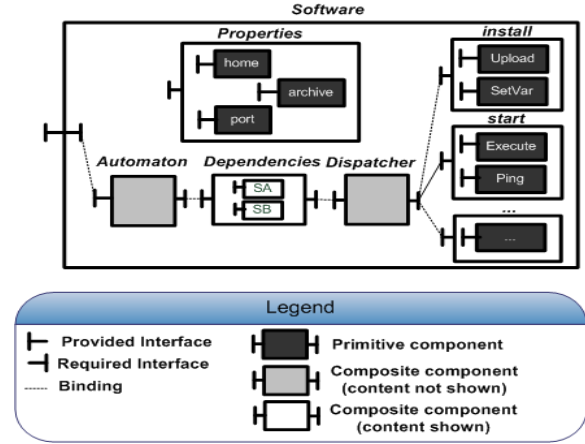 Software
Properties
home
archive
port
install
Upload
SetVar
start
Execute
Ping
...
...
Automaton
Dependencies
SA
SB
Dispatcher
Legend
Provided Interface
Required Interface
Binding
Primitive component
Composite component
(content not shown)
Composite component
(content shown)